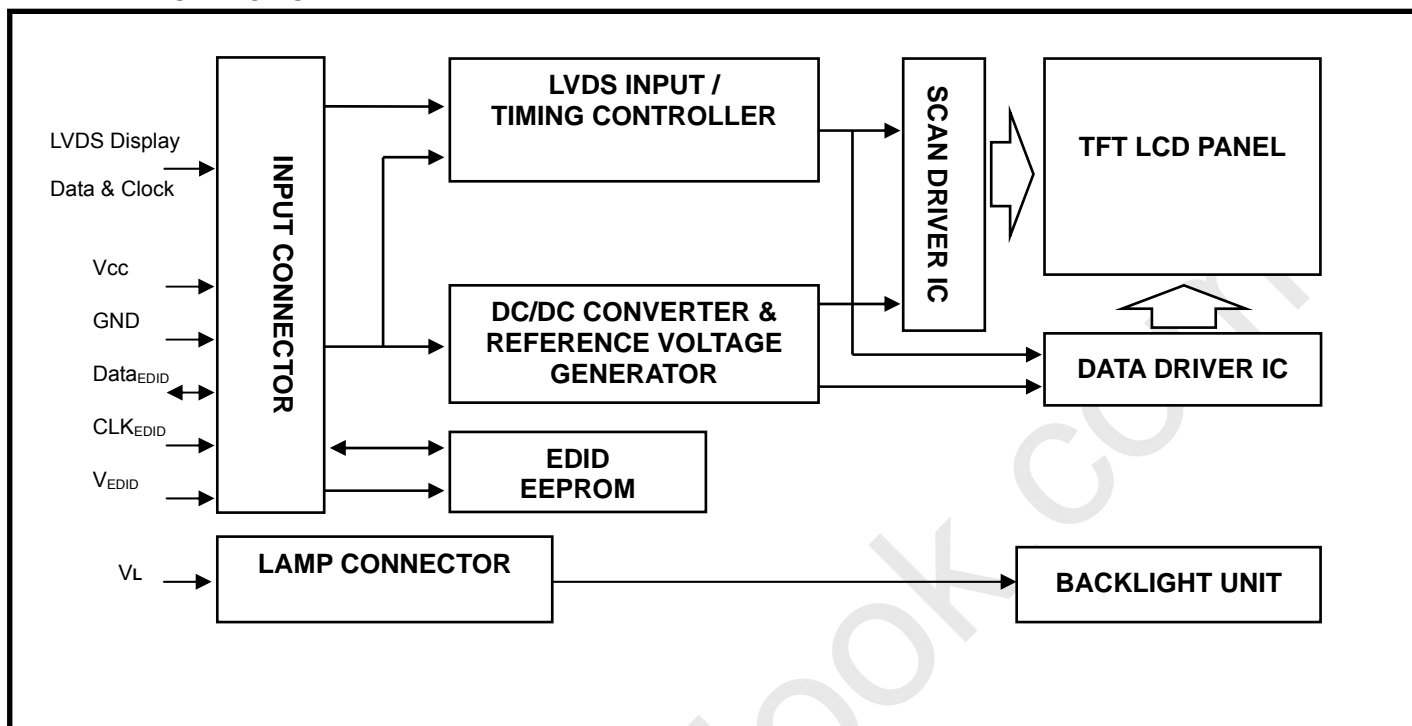 LVDS Display
Data & Clock
Vcc
GND
DataEDID
CLKEDID
VEDID
VL
INPUT CONNECTOR
LVDS INPUT /
TIMING CONTROLLER
DC/DC CONVERTER &
REFERENCE VOLTAGE
GENERATOR
EDID
EEPROM
LAMP CONNECTOR
SCAN DRIVER IC
TFT LCD PANEL
DATA DRIVER IC
BACKLIGHT UNIT